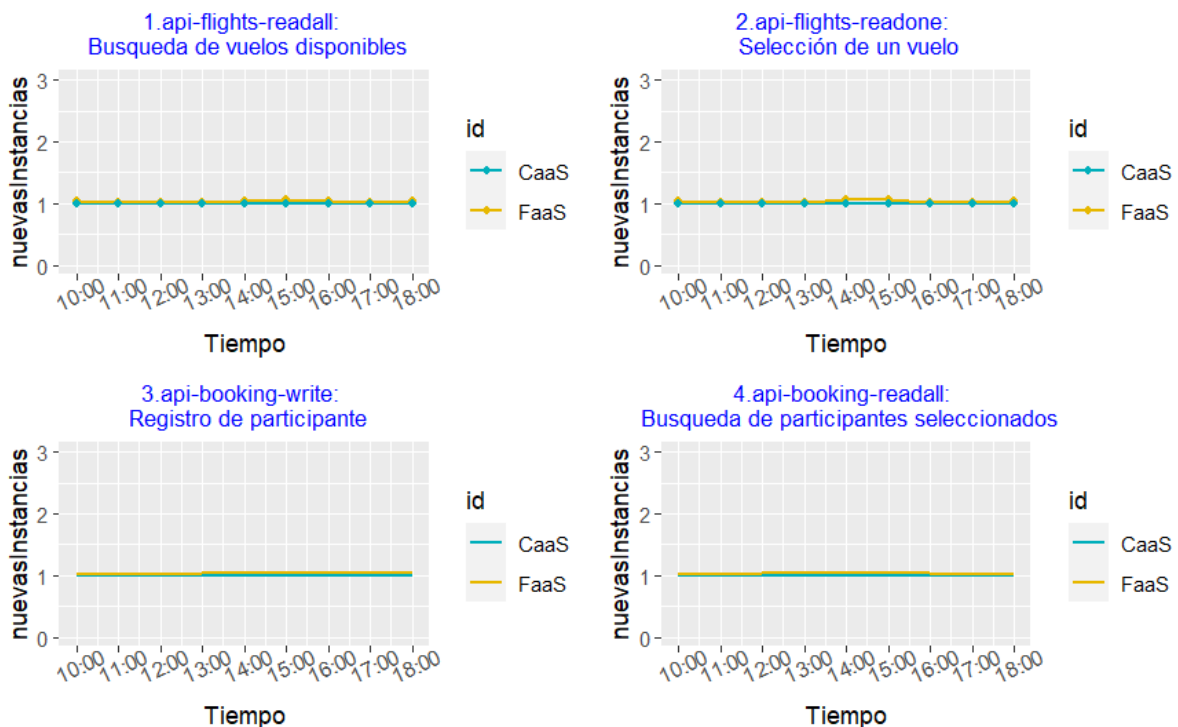 1.api-flights-readall:
Busqueda de vuelos disponibles
nuevasInstancias
3
2
1
0
10:00 11:00 12:00 13:00 14:00 15:00 16:00 17:00 18:00
Tiempo
id
CaaS
FaaS
2.api-flights-readone:
Selección de un vuelo
nuevasInstancias
3
2
1
0
10:00 11:00 12:00 13:00 14:00 15:00 16:00 17:00 18:00
Tiempo
id
CaaS
FaaS
3.api-booking-write:
Registro de participante
nuevasInstancias
3
2
1
0
10:00 11:00 12:00 13:00 14:00 15:00 16:00 17:00 18:00
Tiempo
id
CaaS
FaaS
4.api-booking-readall:
Busqueda de participantes seleccionados
nuevasInstancias
3
2
1
0
10:00 11:00 12:00 13:00 14:00 15:00 16:00 17:00 18:00
Tiempo
id
CaaS
FaaS